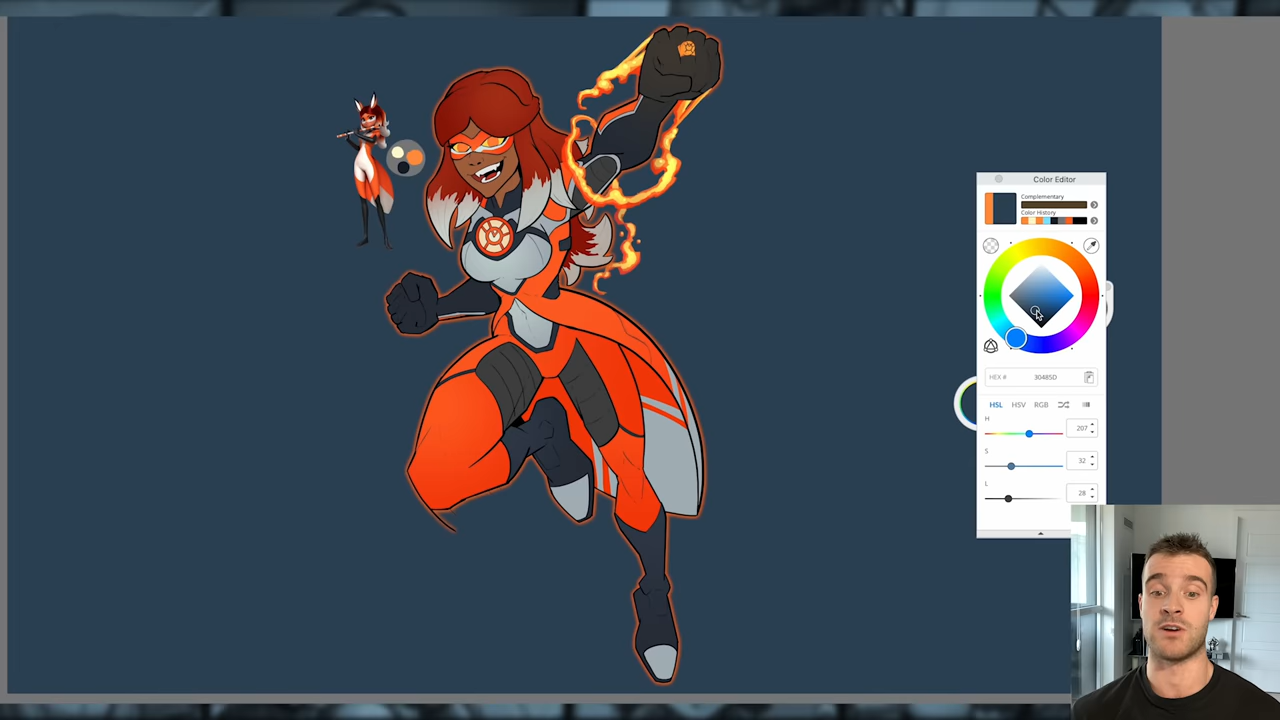 Color Editor
Complementary
Color History
HEX # 30485D
HSL HSV RGB
H
207
S
32
L
28